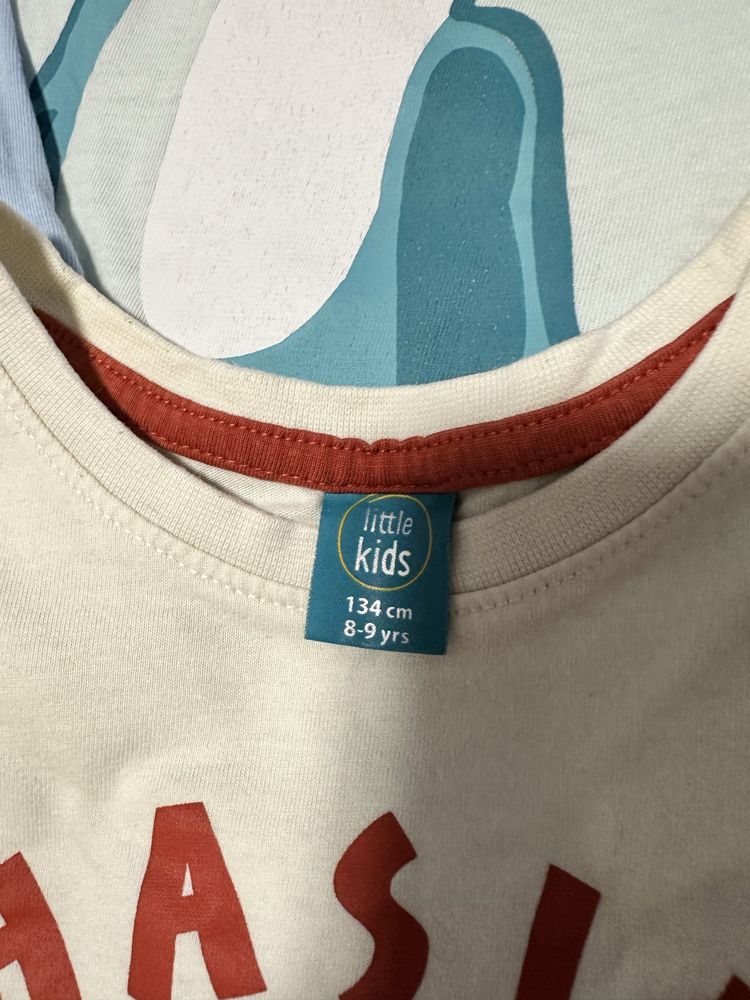 little
kids
134 cm
8-9 yrs